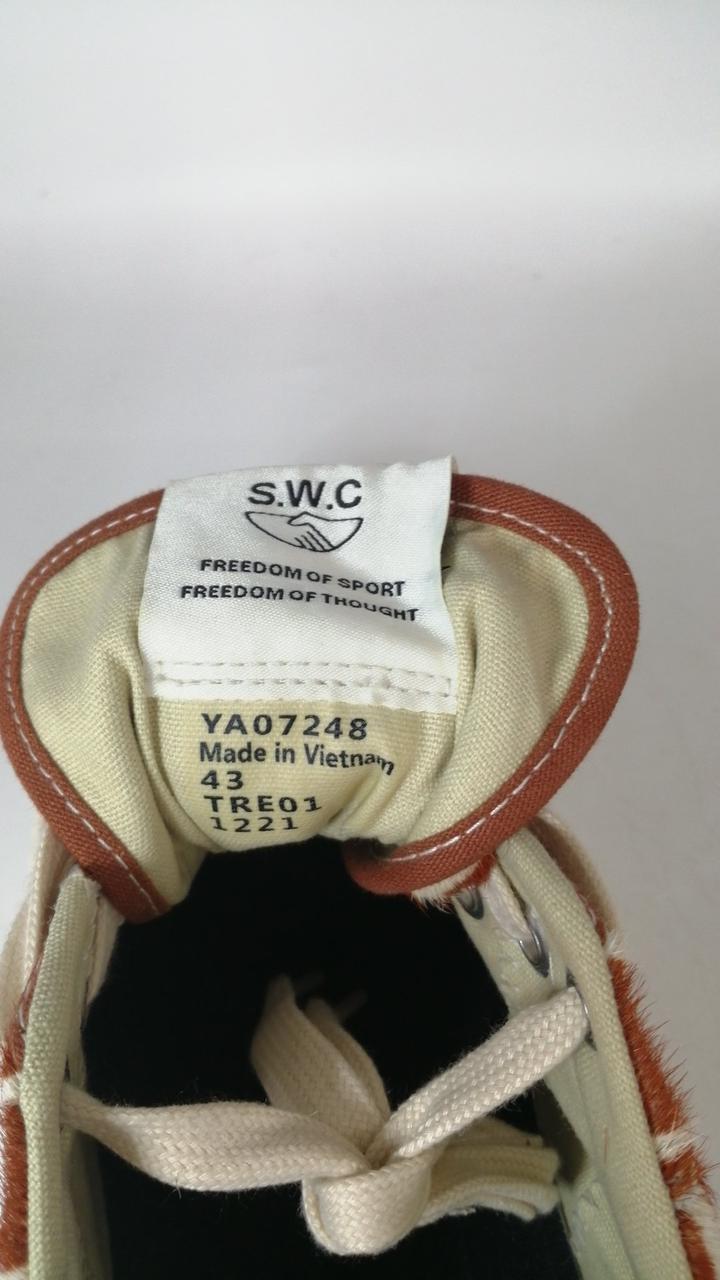 S.W.C
FREEDOM OF SPORT
FREEDOM OF THOUGHT
YA07248
Made in Vietnam
43
TRE01
1221